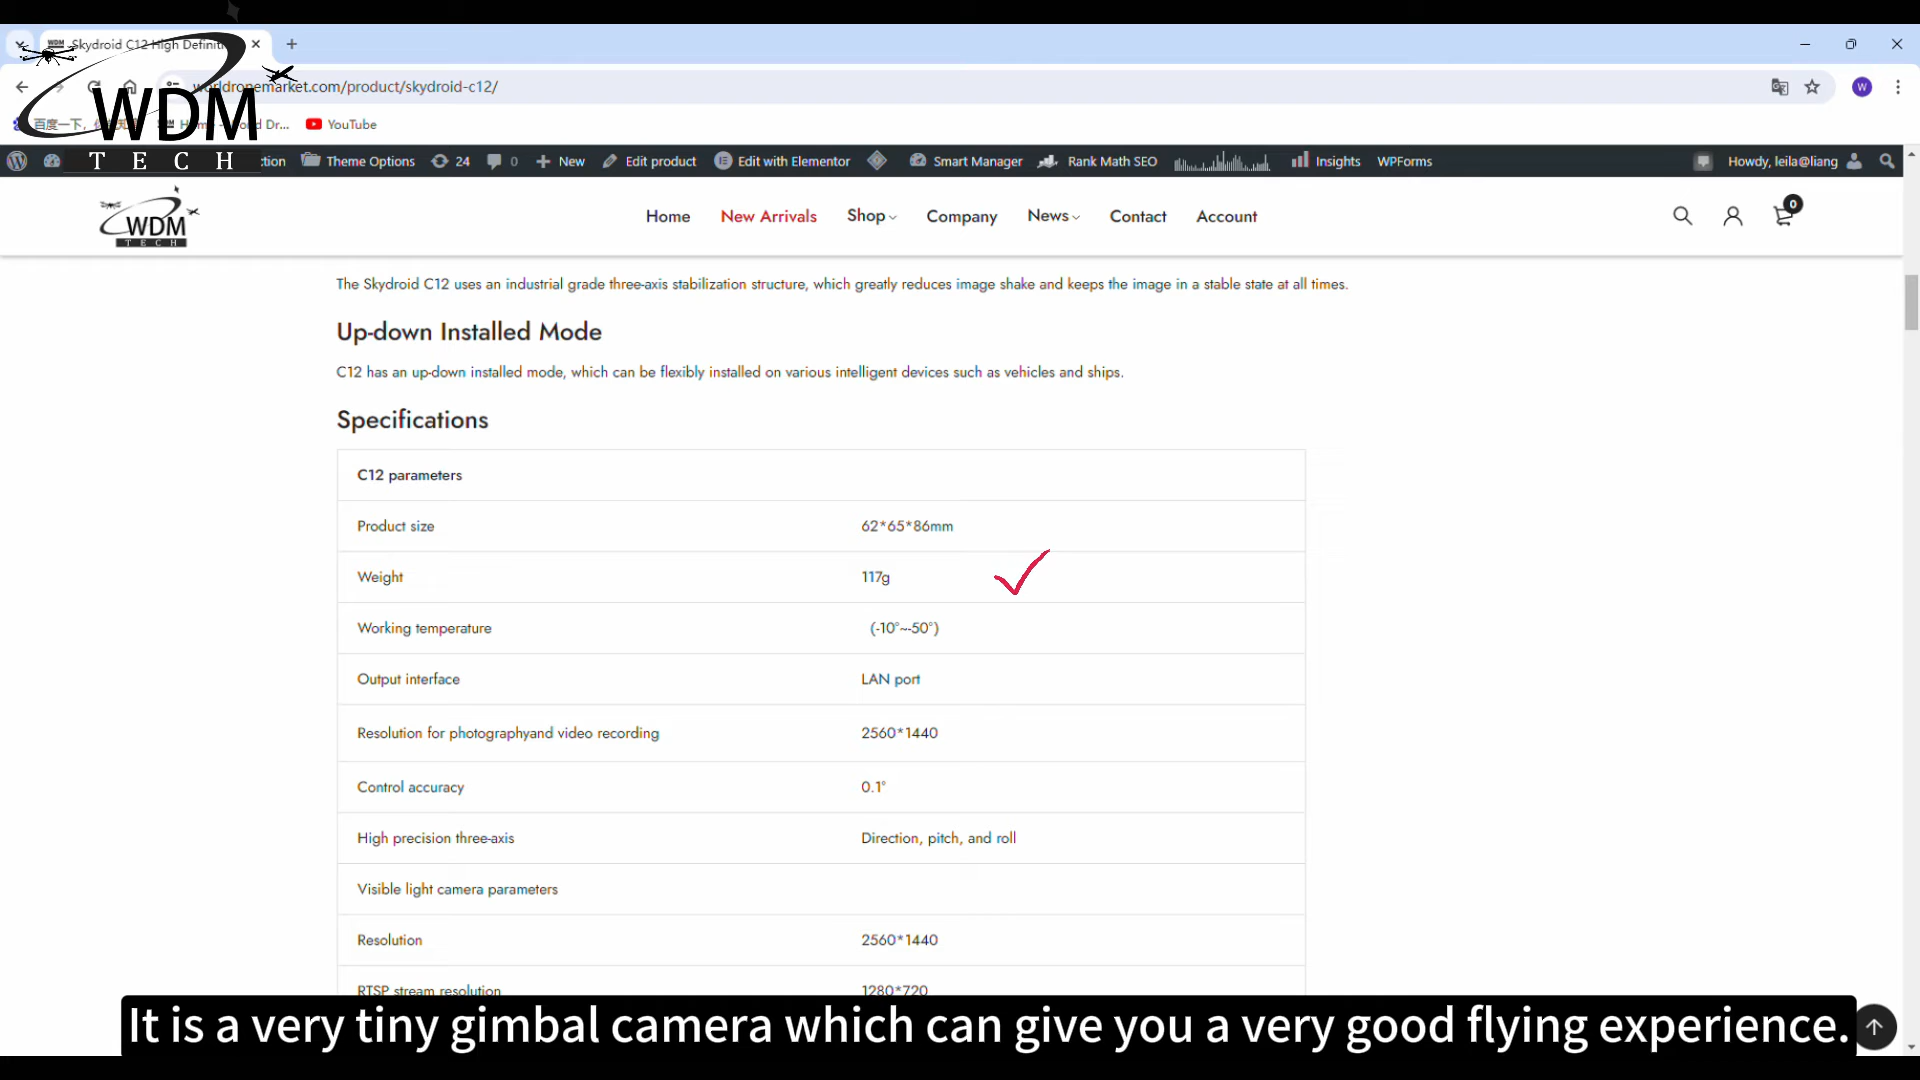 Skydroid C12 High Definiti
worldronemarket.com/product/skydroid-c12/
W
百度一下，
YouTube
WDM
TECH
Theme Options
24
0
New
Edit product
Edit with Elementor
Smart Manager
Rank Math SEO
Insights
WPForms
Howdy, leila@liang
WDM
TECH
Home
New Arrivals
Shop
Company
News
Contact
Account
0
The Skydroid C12 uses an industrial grade three-axis stabilization structure, which greatly reduces image shake and keeps the image in a stable state at all times.
Up-down Installed Mode
C12 has an up-down installed mode, which can be flexibly installed on various intelligent devices such as vehicles and ships.
Specifications
C12 parameters
Product size 62*65*86mm
Weight 117g
Working temperature (-10°~-50°)
Output interface LAN port
Resolution for photographyand video recording 2560*1440
Control accuracy 0.1°
High precision three-axis Direction, pitch, and roll
Visible light camera parameters
Resolution 2560*1440
RTSP stream resolution 1280*720
It is a very tiny gimbal camera which can give you a very good flying experience.